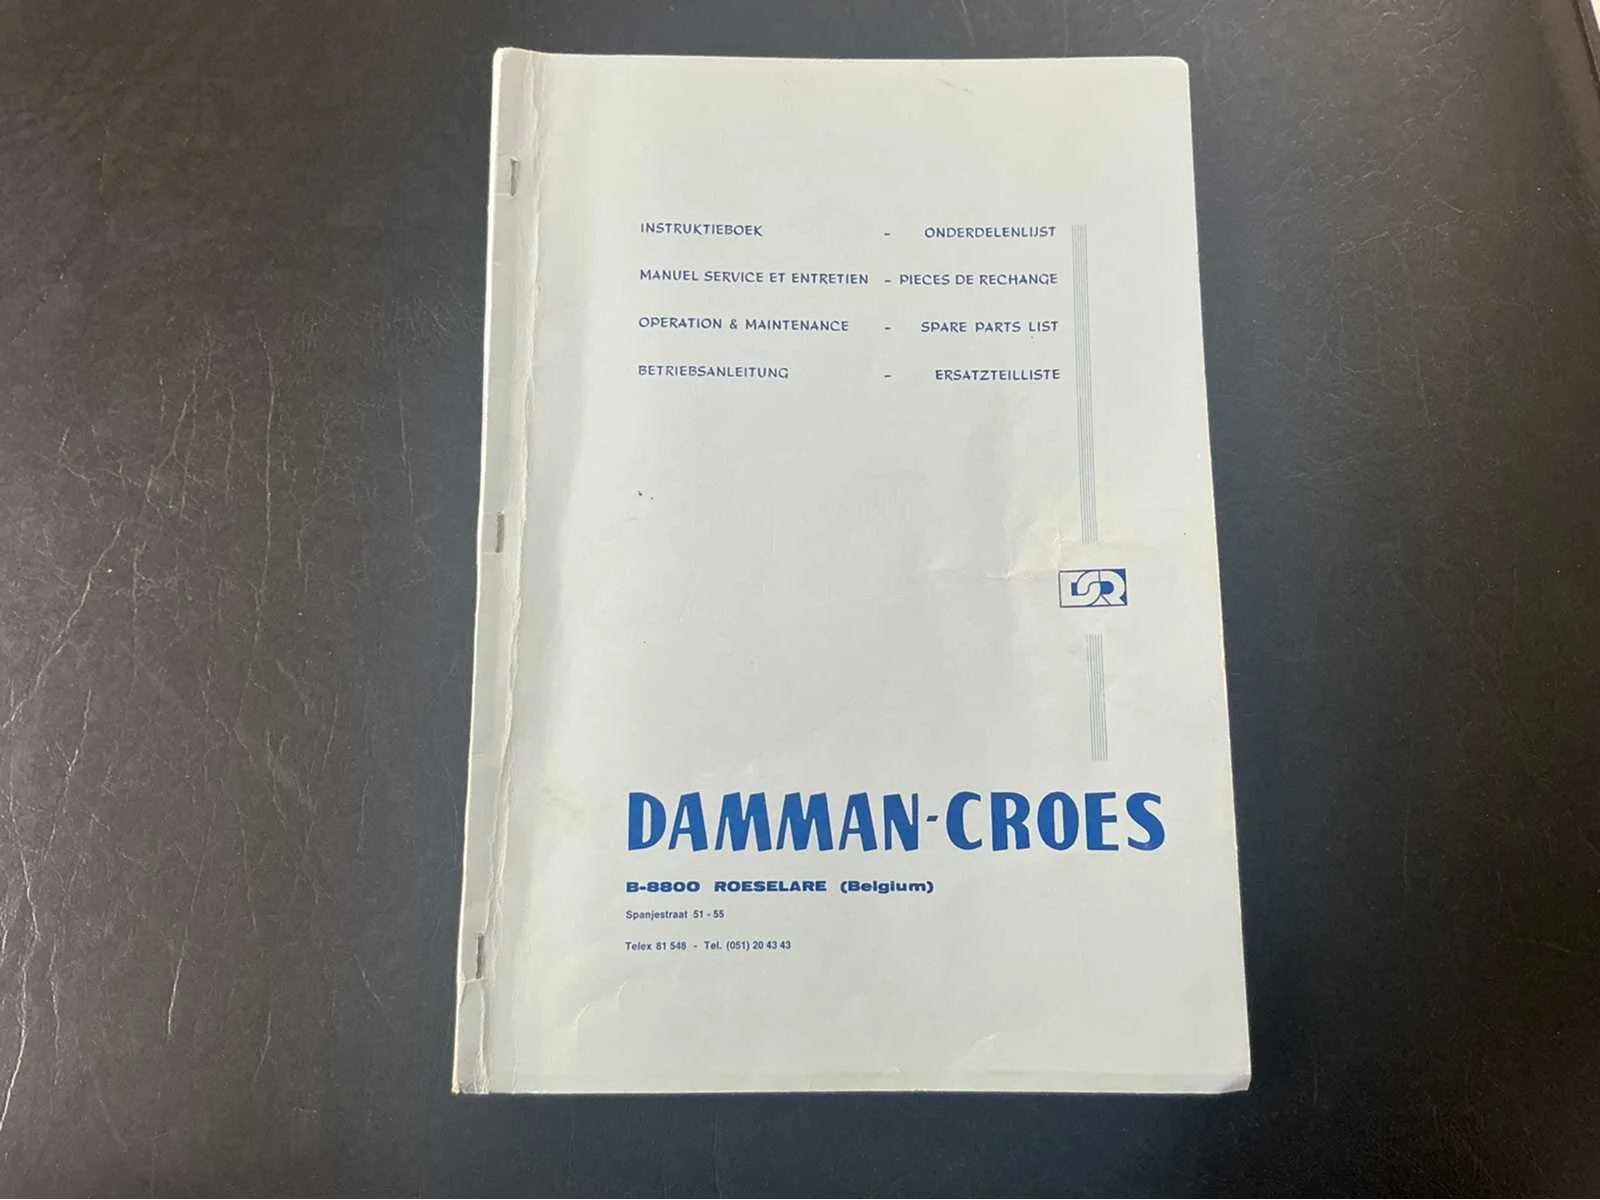 INSTRUKTIEBOEK - ONDERDELENLIJST
MANUEL SERVICE ET ENTRETIEN - PIECES DE RECHANGE
OPERATION & MAINTENANCE - SPARE PARTS LIST
BETRIEBSANLEITUNG - ERSATZTEILLISTE
DAMMAN-CROES
B-8800 ROESELARE (Belgium)
Spanjestraat 51 - 55
Telex 81 548 - Tel. (051) 20 43 43